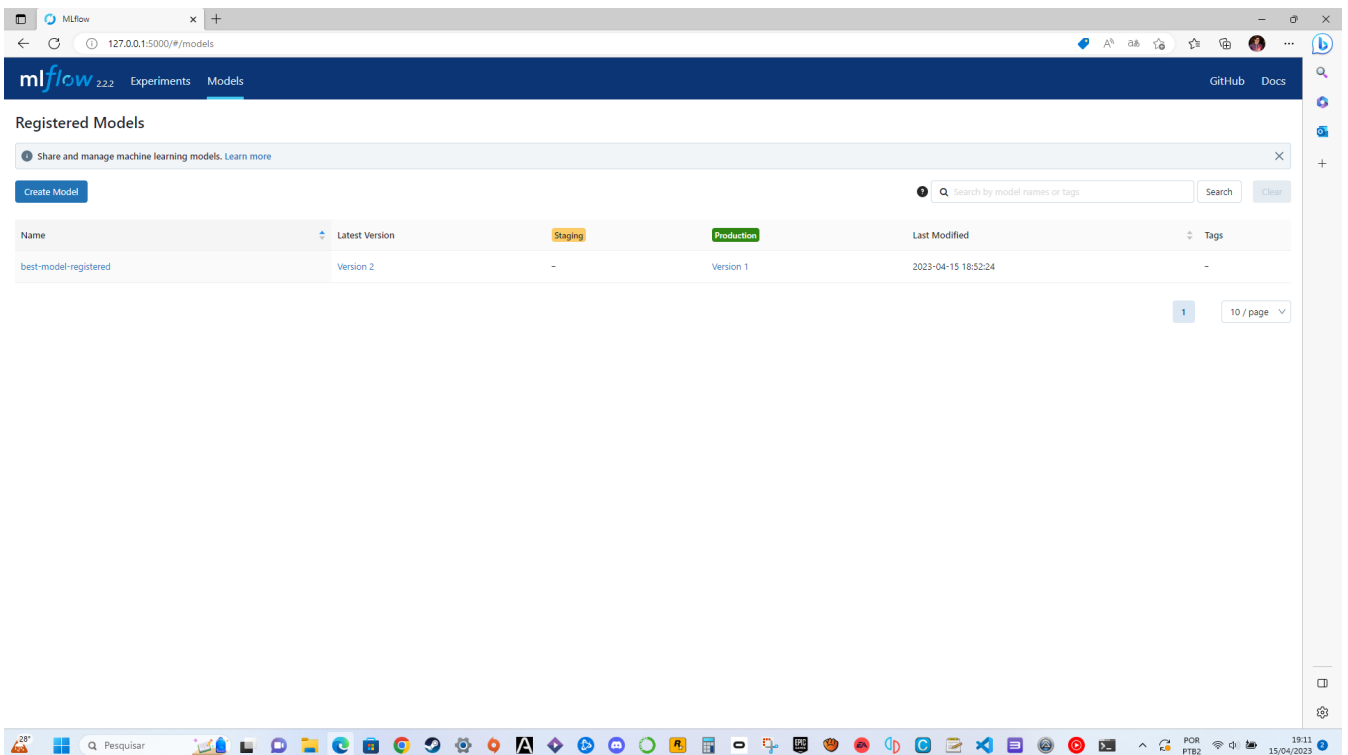 MLflow
127.0.0.1:5000/#/models
mlflow 2.2.2 Experiments Models GitHub Docs
Registered Models
Share and manage machine learning models. Learn more
Create Model Search by model names or tags Search Clear
Name Latest Version Staging Production Last Modified Tags
best-model-registered Version 2 – Version 1 2023-04-15 18:52:24 –
1 10 / page
28° Pesquisar POR 19:11
PTB2 15/04/2023 2